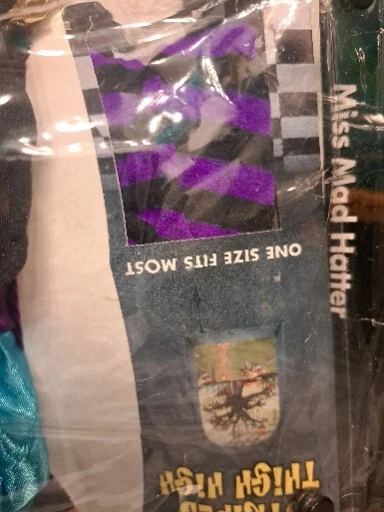 Miss Mad Hatter
STRIPED
THIGH HIGH
ONE SIZE FITS MOST